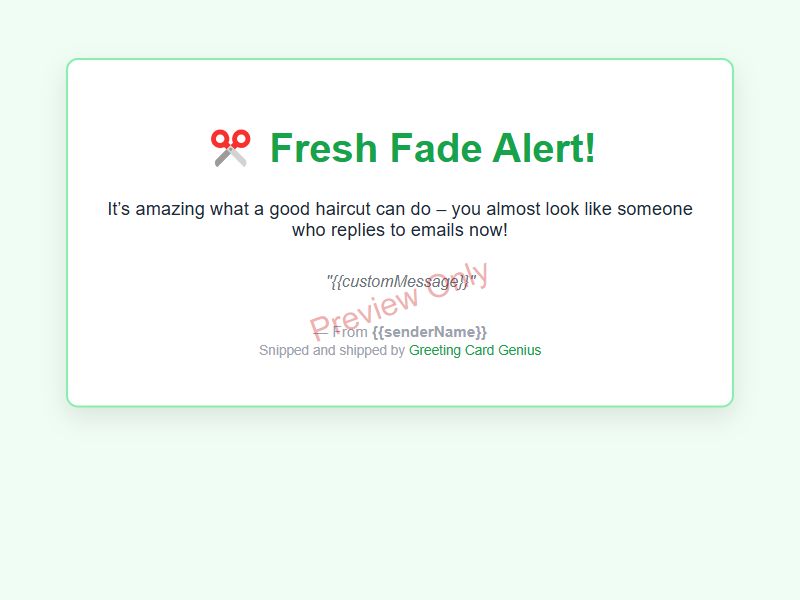 Fresh Fade Alert!
It's amazing what a good haircut can do – you almost look like someone
who replies to emails now!
"{{customMessage}}"
Preview Only
— From {{senderName}}
Snipped and shipped by Greeting Card Genius